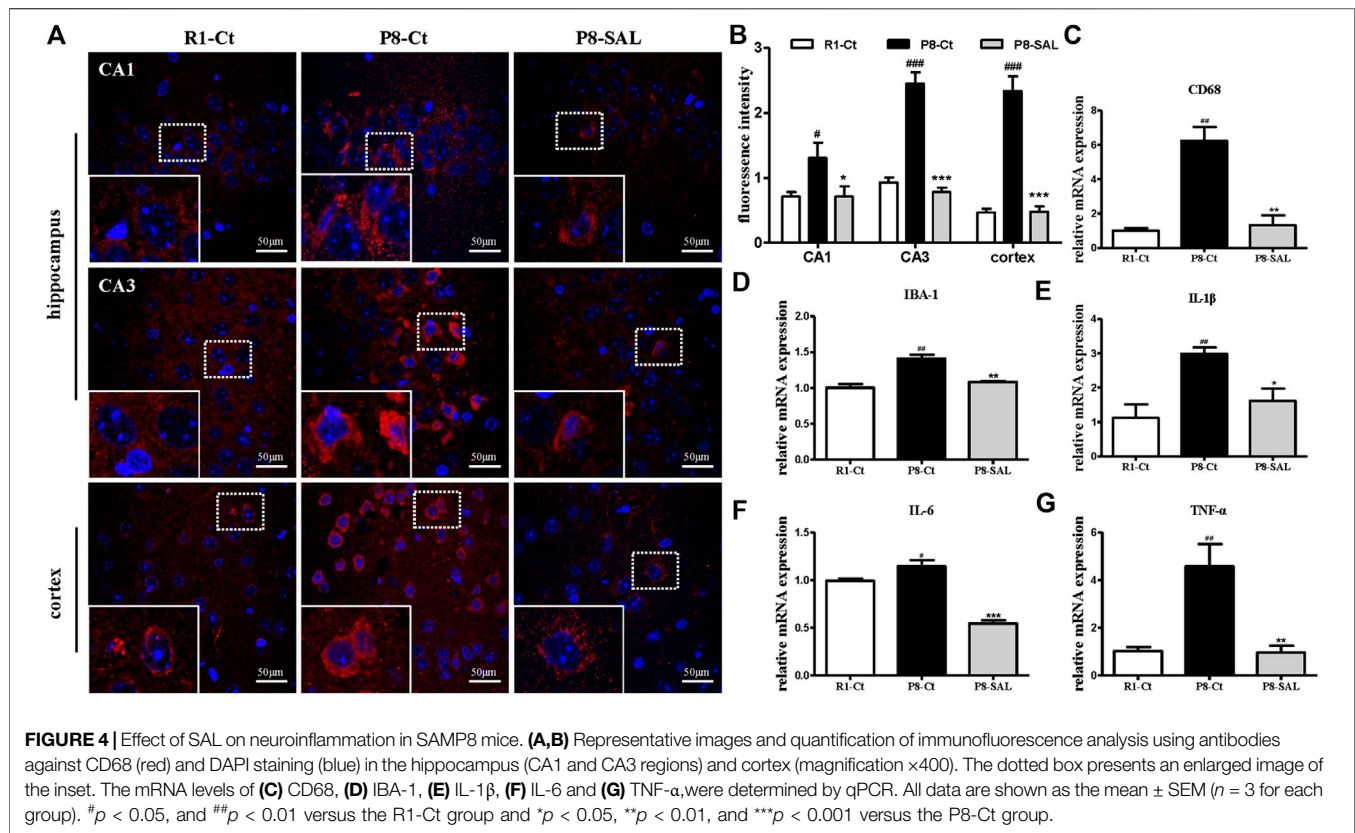 A
R1-Ct
P8-Ct
P8-SAL
hippocampus
CA1
50μm
50μm
50μm
CA3
50μm
50μm
50μm
cortex
50μm
50μm
50μm
B
R1-Ct
P8-Ct
P8-SAL
fluoressence intensity
3
2
1
0
#
*
###
***
###
***
CA1
CA3
cortex
C
CD68
relative mRNA expression
8
6
4
2
0
##
**
R1-Ct
P8-Ct
P8-SAL
D
IBA-1
relative mRNA expression
2.0
1.5
1.0
0.5
0.0
##
**
R1-Ct
P8-Ct
P8-SAL
E
IL-1β
relative mRNA expression
4
3
2
1
0
##
*
R1-Ct
P8-Ct
P8-SAL
F
IL-6
relative mRNA expression
1.5
1.0
0.5
0.0
#
***
R1-Ct
P8-Ct
P8-SAL
G
TNF-α
relative mRNA expression
6
4
2
0
##
**
R1-Ct
P8-Ct
P8-SAL
FIGURE 4 | Effect of SAL on neuroinflammation in SAMP8 mice. (A,B) Representative images and quantification of immunofluorescence analysis using antibodies
against CD68 (red) and DAPI staining (blue) in the hippocampus (CA1 and CA3 regions) and cortex (magnification ×400). The dotted box presents an enlarged image of
the inset. The mRNA levels of (C) CD68, (D) IBA-1, (E) IL-1β, (F) IL-6 and (G) TNF-α,were determined by qPCR. All data are shown as the mean ± SEM (n = 3 for each
group). #p < 0.05, and ##p < 0.01 versus the R1-Ct group and *p < 0.05, **p < 0.01, and ***p < 0.001 versus the P8-Ct group.